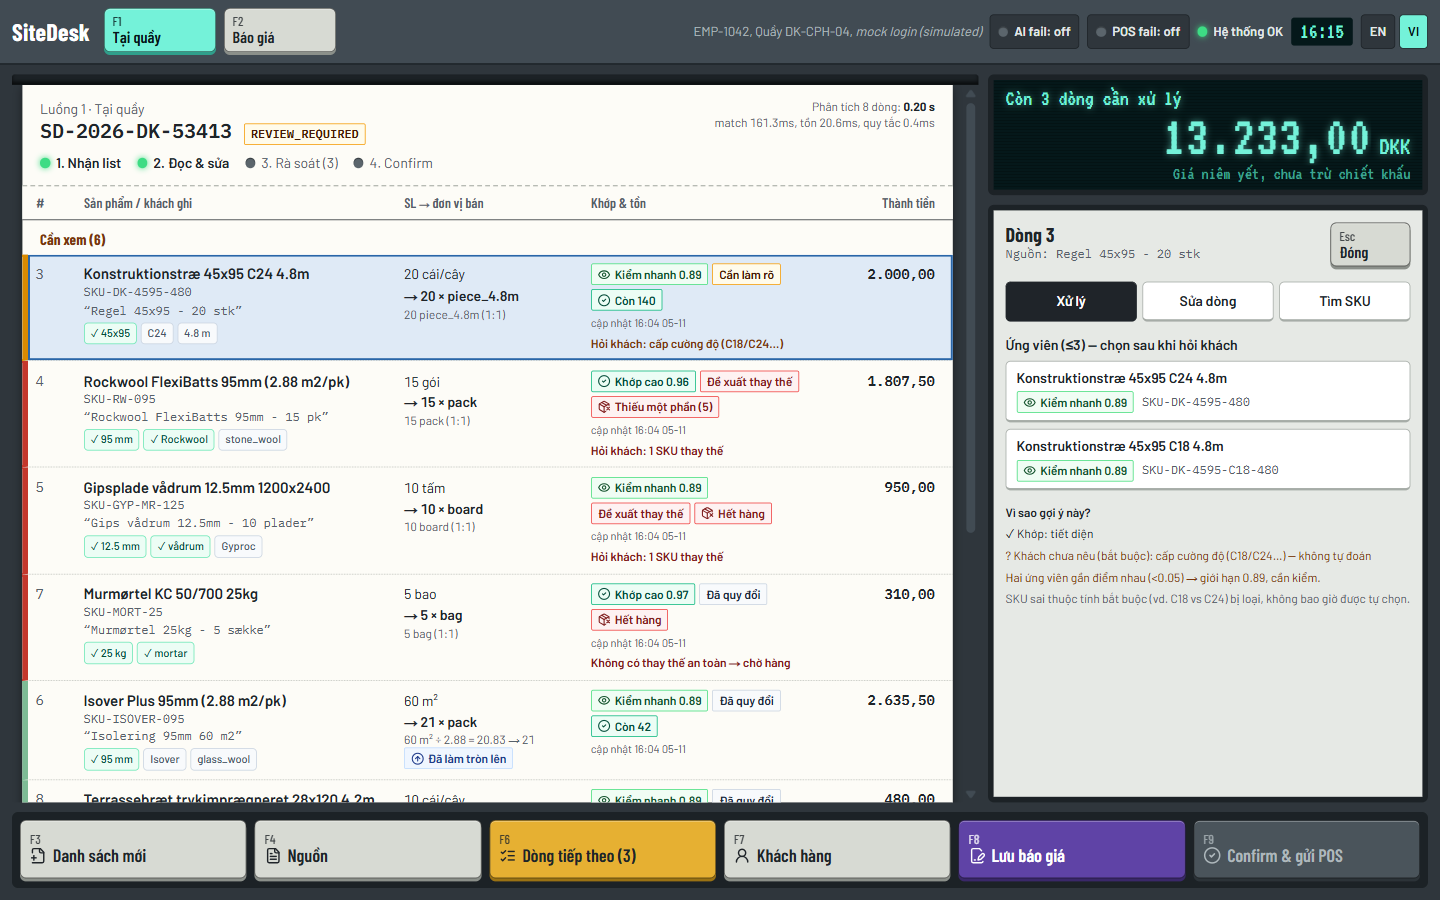 SiteDesk
F1
Tại quầy
F2
Báo giá
EMP-1042, Quầy DK-CPH-04, mock login (simulated)
AI fail: off
POS fail: off
Hệ thống OK
16:15
EN
VI
Luồng 1 · Tại quầy
SD-2026-DK-53413
REVIEW_REQUIRED
Phân tích 8 dòng: 0.20 s
match 161.3ms, tồn 20.6ms, quy tắc 0.4ms
1. Nhận list
2. Đọc & sửa
3. Rà soát (3)
4. Confirm
# Sản phẩm / khách ghi SL → đơn vị bán Khớp & tồn Thành tiền
Cần xem (6)
3 Konstruktionstræ 45x95 C24 4.8m
SKU-DK-4595-480
“Regel 45x95 - 20 stk”
✓ 45x95 C24 4.8 m
20 cái/cây
→ 20 × piece_4.8m
20 piece_4.8m (1:1)
Kiểm nhanh 0.89 Cần làm rõ
Còn 140
cập nhật 16:04 05-11
Hỏi khách: cấp cường độ (C18/C24…)
2.000,00
4 Rockwool FlexiBatts 95mm (2.88 m2/pk)
SKU-RW-095
“Rockwool FlexiBatts 95mm - 15 pk”
✓ 95 mm ✓ Rockwool stone_wool
15 gói
→ 15 × pack
15 pack (1:1)
Khớp cao 0.96 Đề xuất thay thế
Thiếu một phần (5)
cập nhật 16:04 05-11
Hỏi khách: 1 SKU thay thế
1.807,50
5 Gipsplade vådrum 12.5mm 1200x2400
SKU-GYP-MR-125
“Gips vådrum 12.5mm - 10 plader”
✓ 12.5 mm ✓ vådrum Gyproc
10 tấm
→ 10 × board
10 board (1:1)
Kiểm nhanh 0.89
Đề xuất thay thế Hết hàng
cập nhật 16:04 05-11
Hỏi khách: 1 SKU thay thế
950,00
7 Murmørtel KC 50/700 25kg
SKU-MORT-25
“Murmørtel 25kg - 5 sække”
✓ 25 kg ✓ mortar
5 bao
→ 5 × bag
5 bag (1:1)
Khớp cao 0.97 Đã quy đổi
Hết hàng
cập nhật 16:04 05-11
Không có thay thế an toàn → chờ hàng
310,00
6 Isover Plus 95mm (2.88 m2/pk)
SKU-ISOVER-095
“Isolering 95mm 60 m2”
✓ 95 mm Isover glass_wool
60 m²
→ 21 × pack
60 m² ÷ 2.88 = 20.83 → 21
Đã làm tròn lên
Kiểm nhanh 0.89 Đã quy đổi
Còn 42
cập nhật 16:04 05-11
2.635,50
8 Terrassebræt trykimprægneret 28x120 4.2m
10 cái/cây
Kiểm nhanh 0.89 Đã quy đổi
480,00
Còn 3 dòng cần xử lý
13.233,00 DKK
Giá niêm yết, chưa trừ chiết khấu
Dòng 3
Nguồn: Regel 45x95 - 20 stk
Esc
Đóng
Xử lý
Sửa dòng
Tìm SKU
Ứng viên (≤3) — chọn sau khi hỏi khách
Konstruktionstræ 45x95 C24 4.8m
Kiểm nhanh 0.89 SKU-DK-4595-480
Konstruktionstræ 45x95 C18 4.8m
Kiểm nhanh 0.89 SKU-DK-4595-C18-480
Vì sao gợi ý này?
✓ Khớp: tiết diện
? Khách chưa nêu (bắt buộc): cấp cường độ (C18/C24…) — không tự đoán
Hai ứng viên gần điểm nhau (<0.05) → giới hạn 0.89, cần kiểm.
SKU sai thuộc tính bắt buộc (vd. C18 vs C24) bị loại, không bao giờ được tự chọn.
F3
Danh sách mới
F4
Nguồn
F6
Dòng tiếp theo (3)
F7
Khách hàng
F8
Lưu báo giá
F9
Confirm & gửi POS